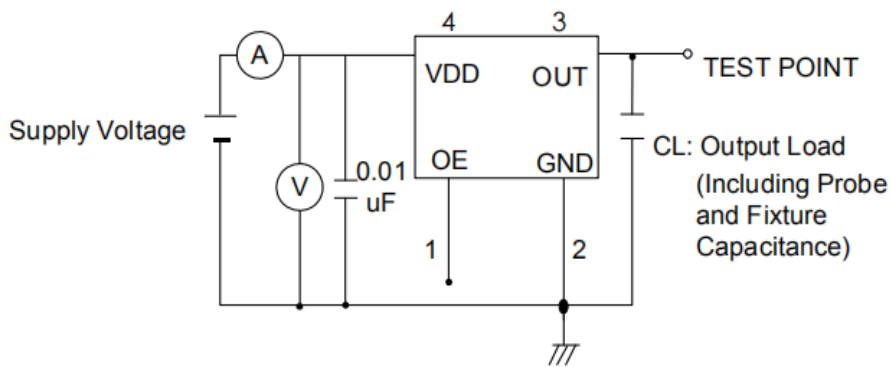 4
3
A
VDD
OUT
TEST POINT
Supply Voltage
V
0.01
uF
OE
GND
CL: Output Load
(Including Probe
and Fixture
Capacitance)
1
2